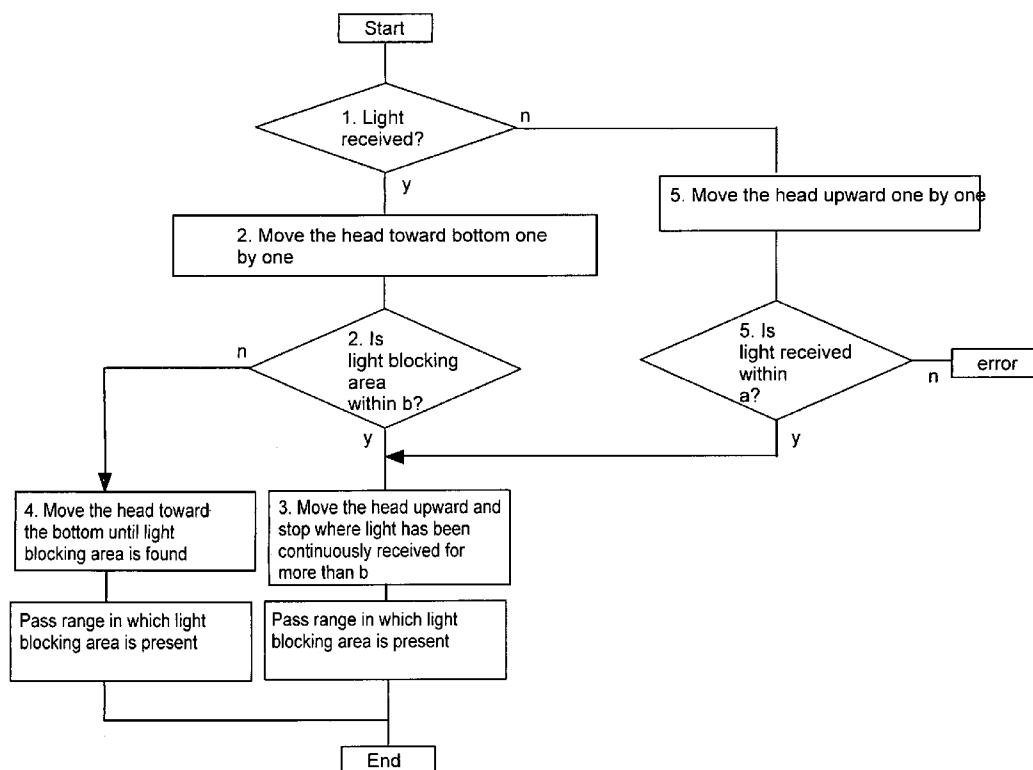 Start
1. Light
received?
n
y
5. Move the head upward one by one
2. Move the head toward bottom one
by one
2. Is
light blocking
area
within b?
n
y
5. Is
light received
within
a?
n
error
y
4. Move the head toward
the bottom until light
blocking area is found
3. Move the head upward and
stop where light has been
continuously received for
more than b
Pass range in which light
blocking area is present
Pass range in which light
blocking area is present
End